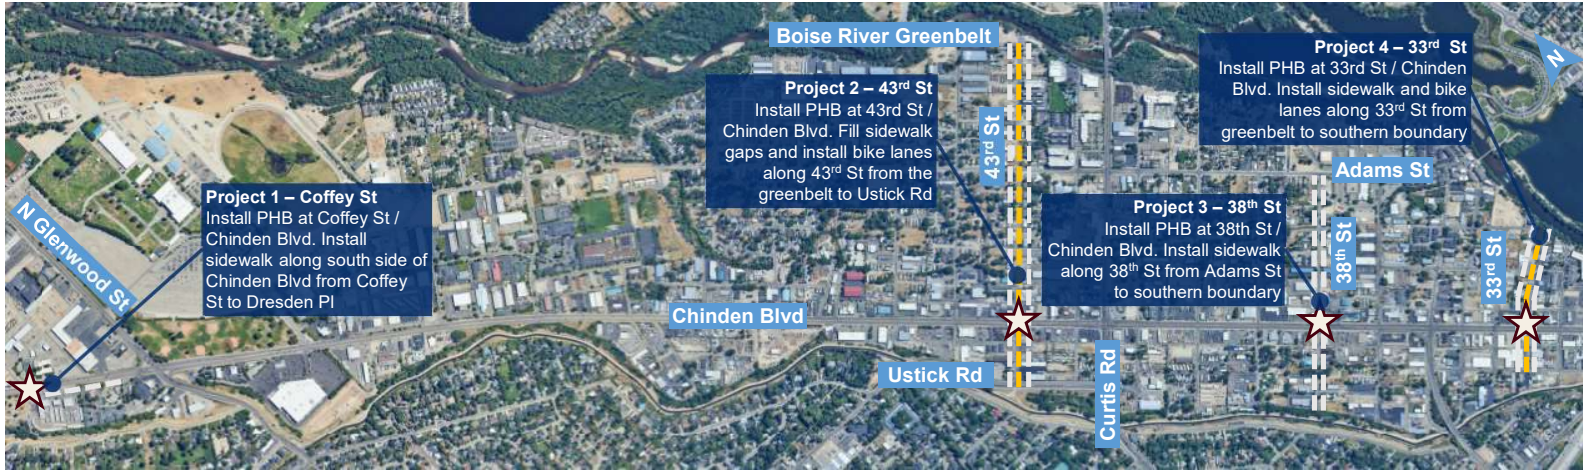 Boise River Greenbelt
Project 4 – 33rd St
Install PHB at 33rd St / Chinden
Blvd. Install sidewalk and bike
lanes along 33rd St from
greenbelt to southern boundary
N
Project 2 – 43rd St
Install PHB at 43rd St /
Chinden Blvd. Fill sidewalk
gaps and install bike lanes
along 43rd St from the
greenbelt to Ustick Rd
43rd St
Adams St
Project 1 – Coffey St
Install PHB at Coffey St /
Chinden Blvd. Install
sidewalk along south side of
Chinden Blvd from Coffey
St to Dresden Pl
N Glenwood St
Project 3 – 38th St
Install PHB at 38th St /
Chinden Blvd. Install sidewalk
along 38th St from Adams St
to southern boundary
38th St
33rd St
Chinden Blvd
Ustick Rd
Curtis Rd